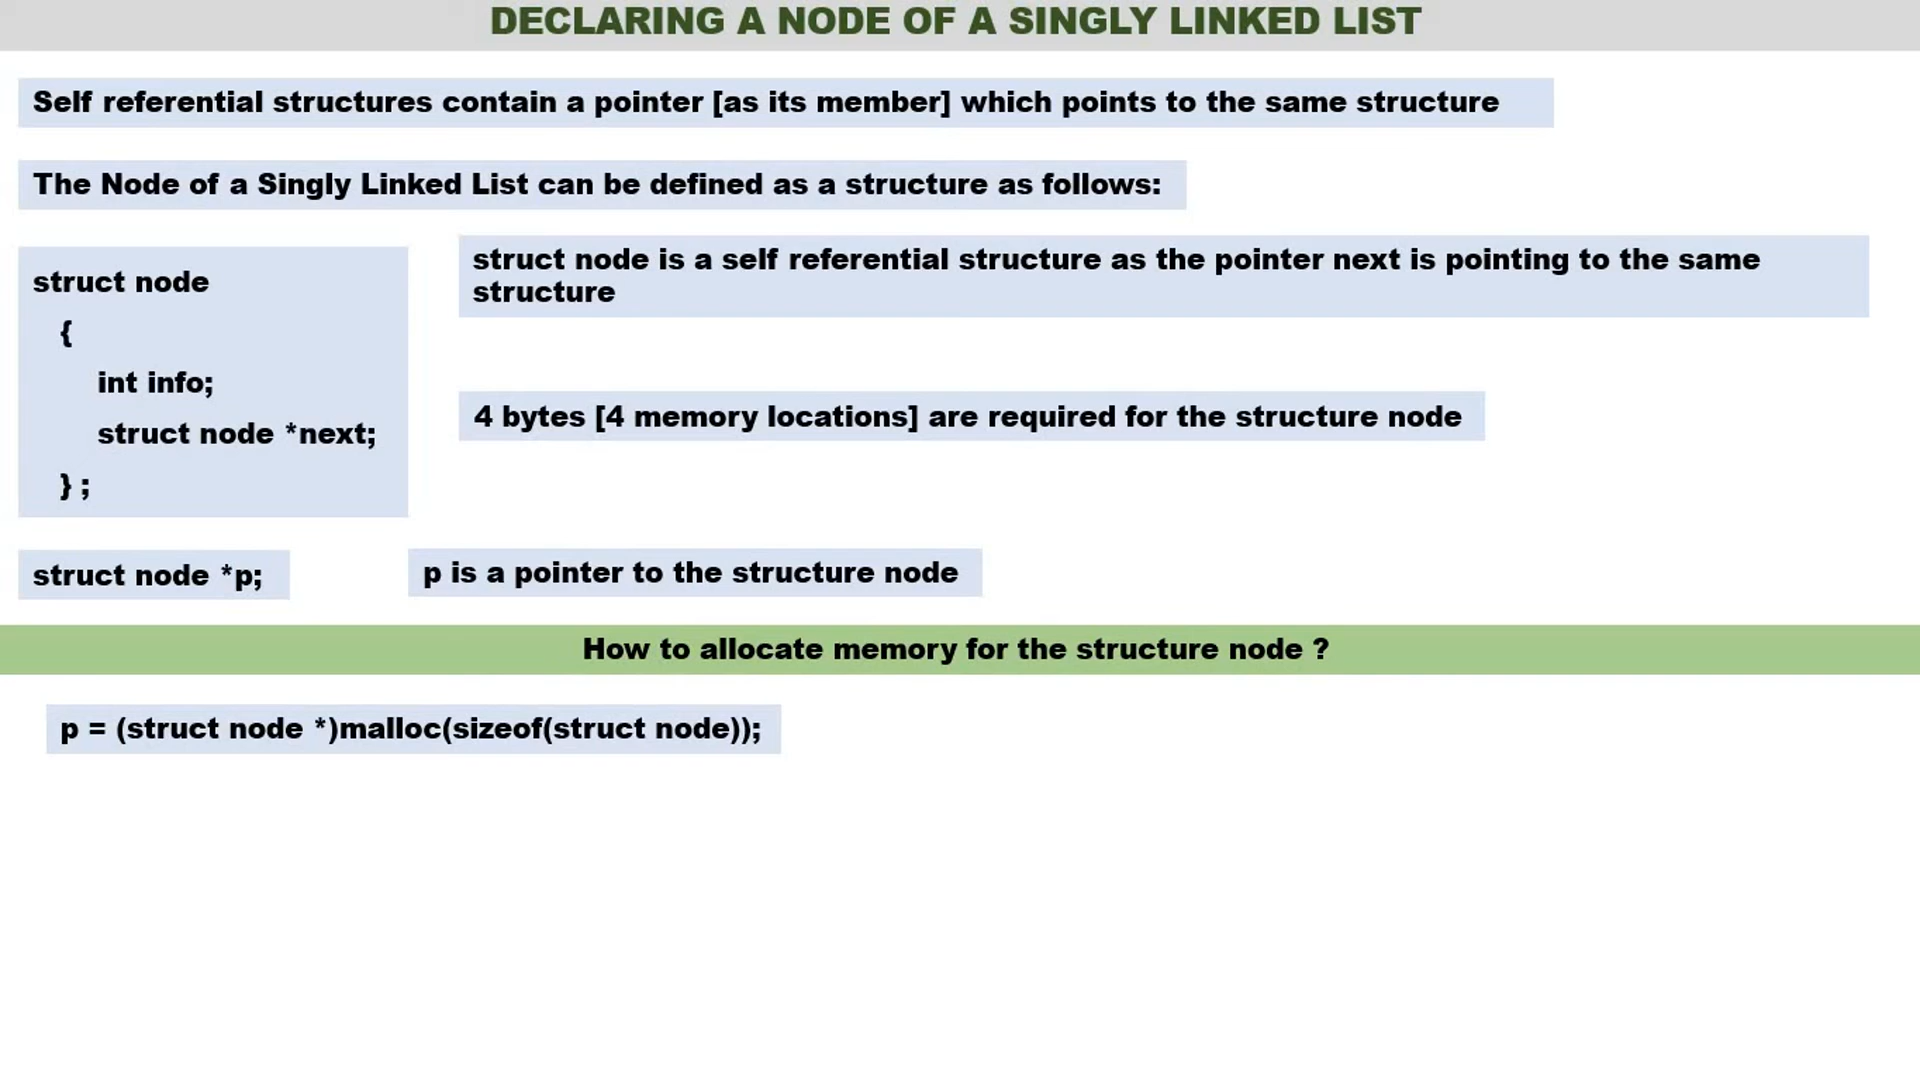 DECLARING A NODE OF A SINGLY LINKED LIST
Self referential structures contain a pointer [as its member] which points to the same structure
The Node of a Singly Linked List can be defined as a structure as follows:
struct node
{
int info;
struct node *next;
} ;
struct node is a self referential structure as the pointer next is pointing to the same
structure
4 bytes [4 memory locations] are required for the structure node
struct node *p;
p is a pointer to the structure node
How to allocate memory for the structure node ?
p = (struct node *)malloc(sizeof(struct node));